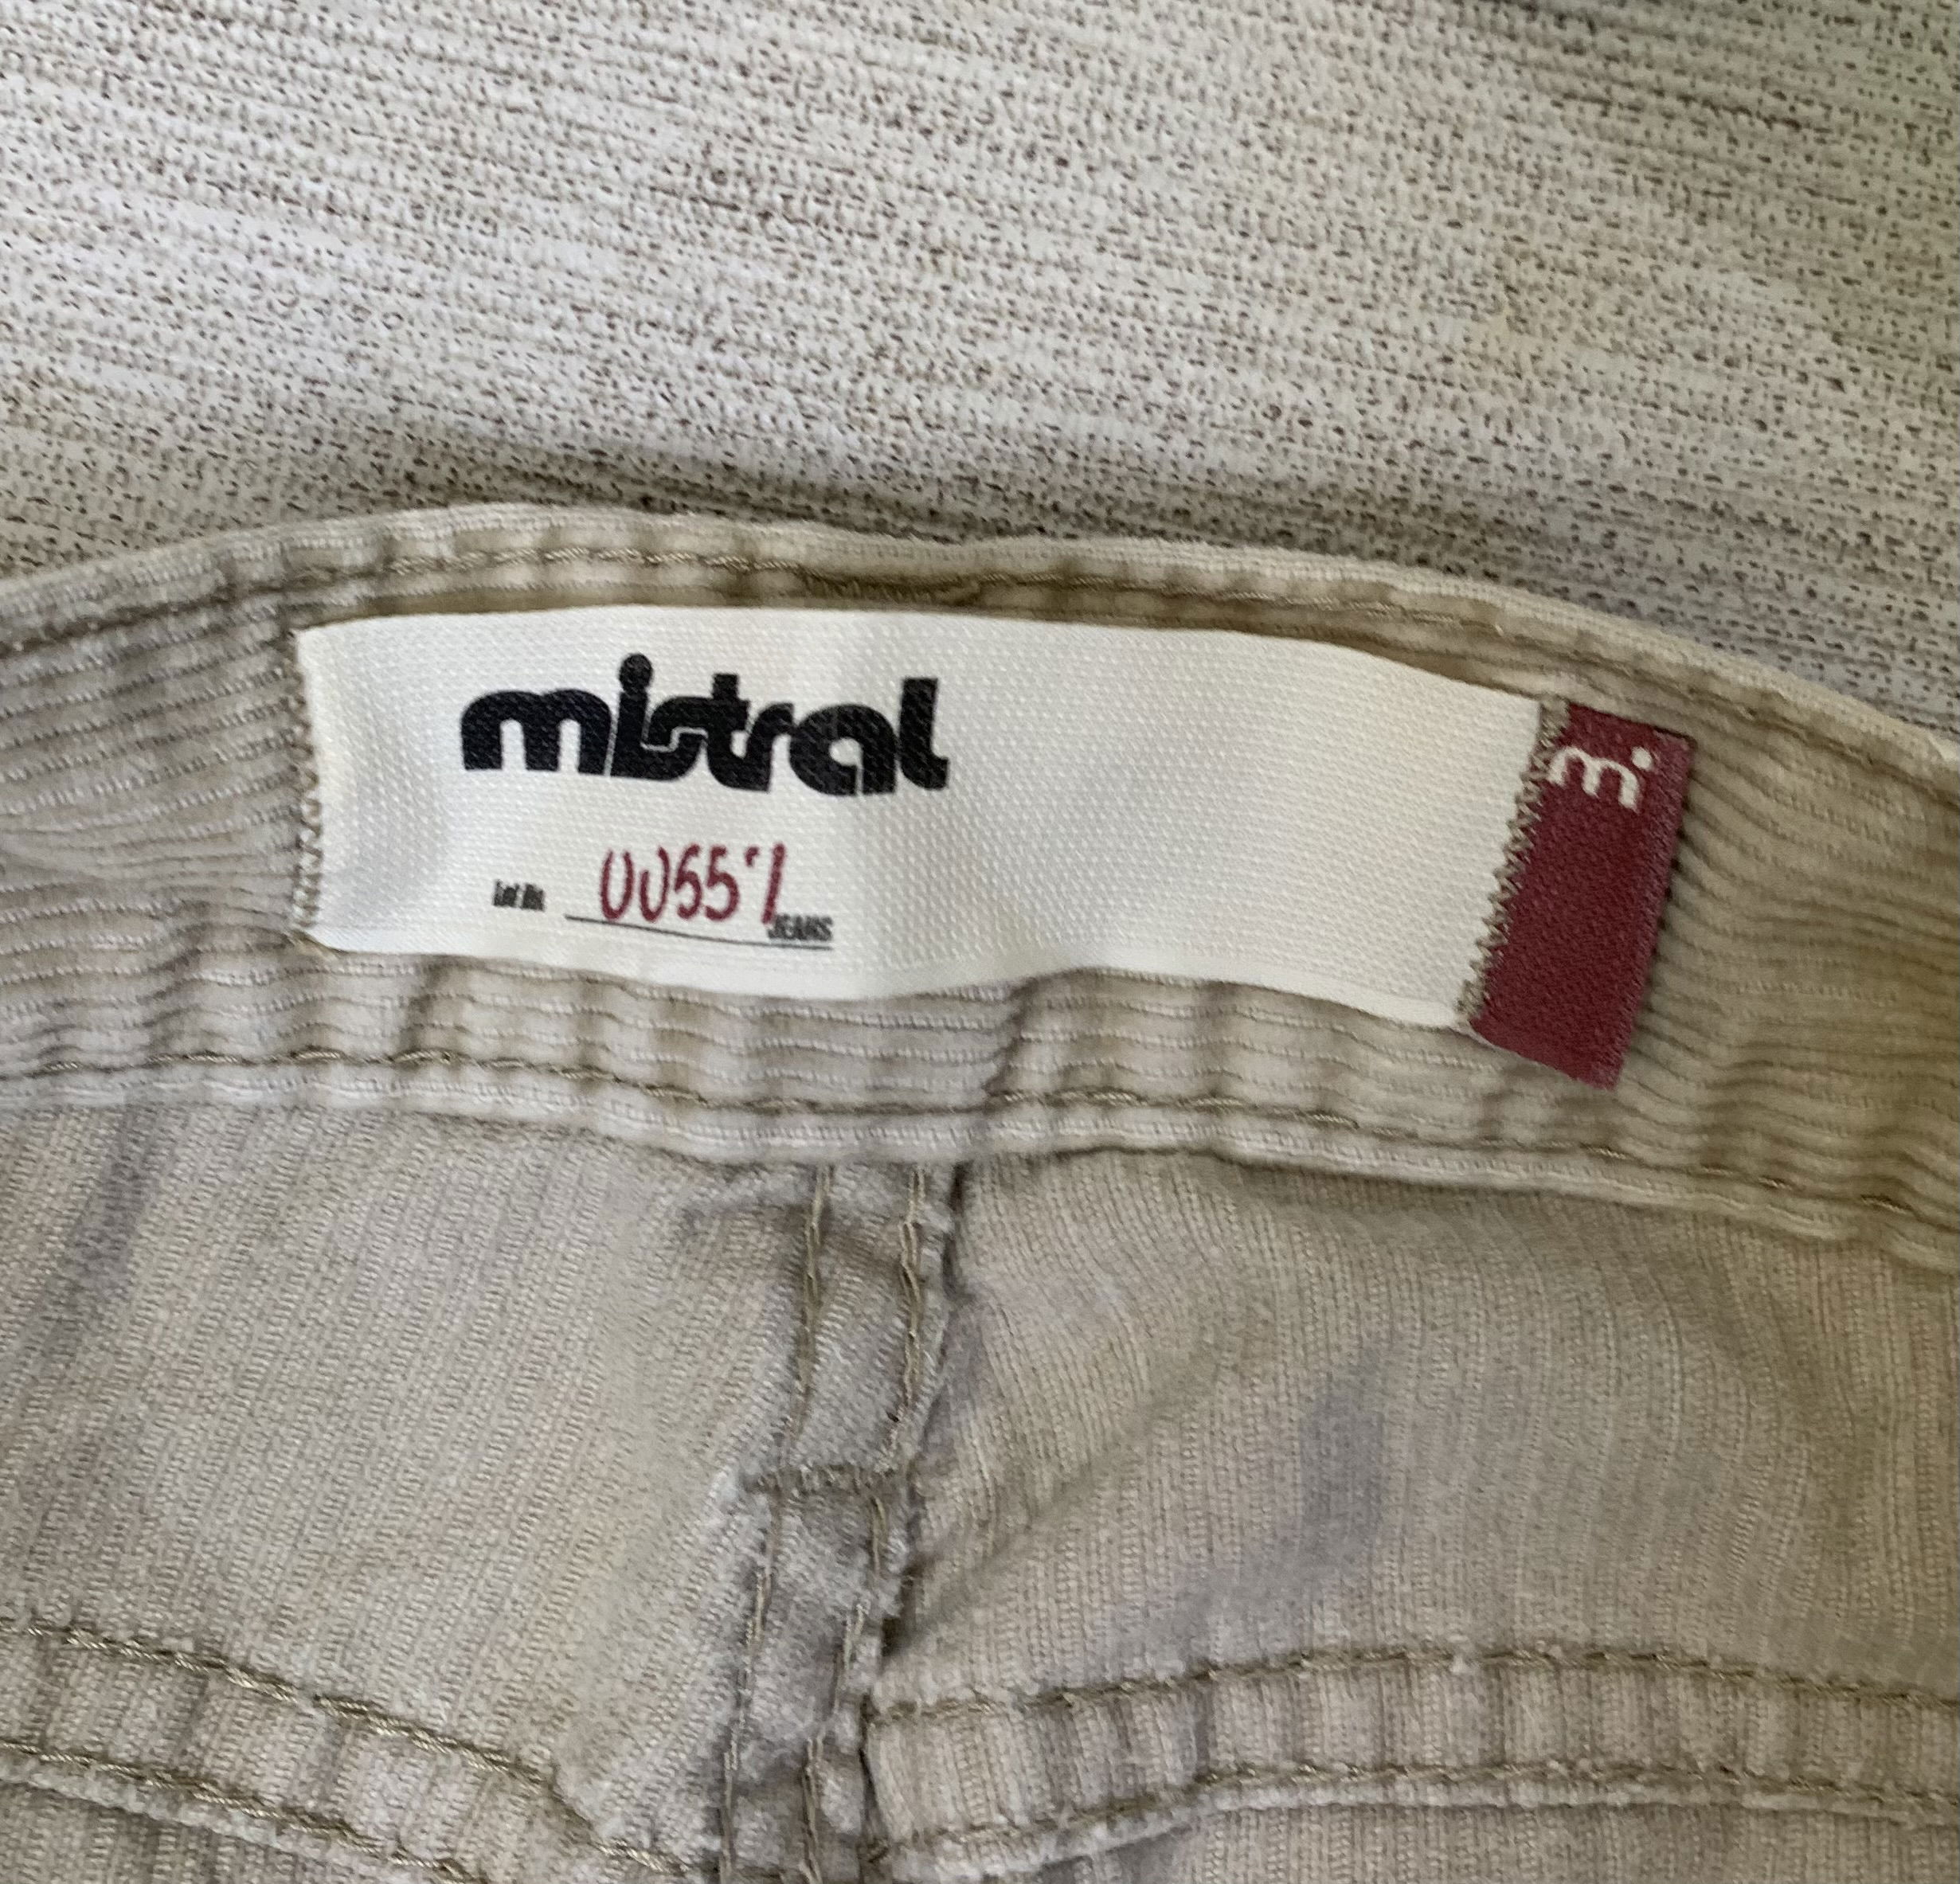 mistral
m
Lot No. 00557
JEANS